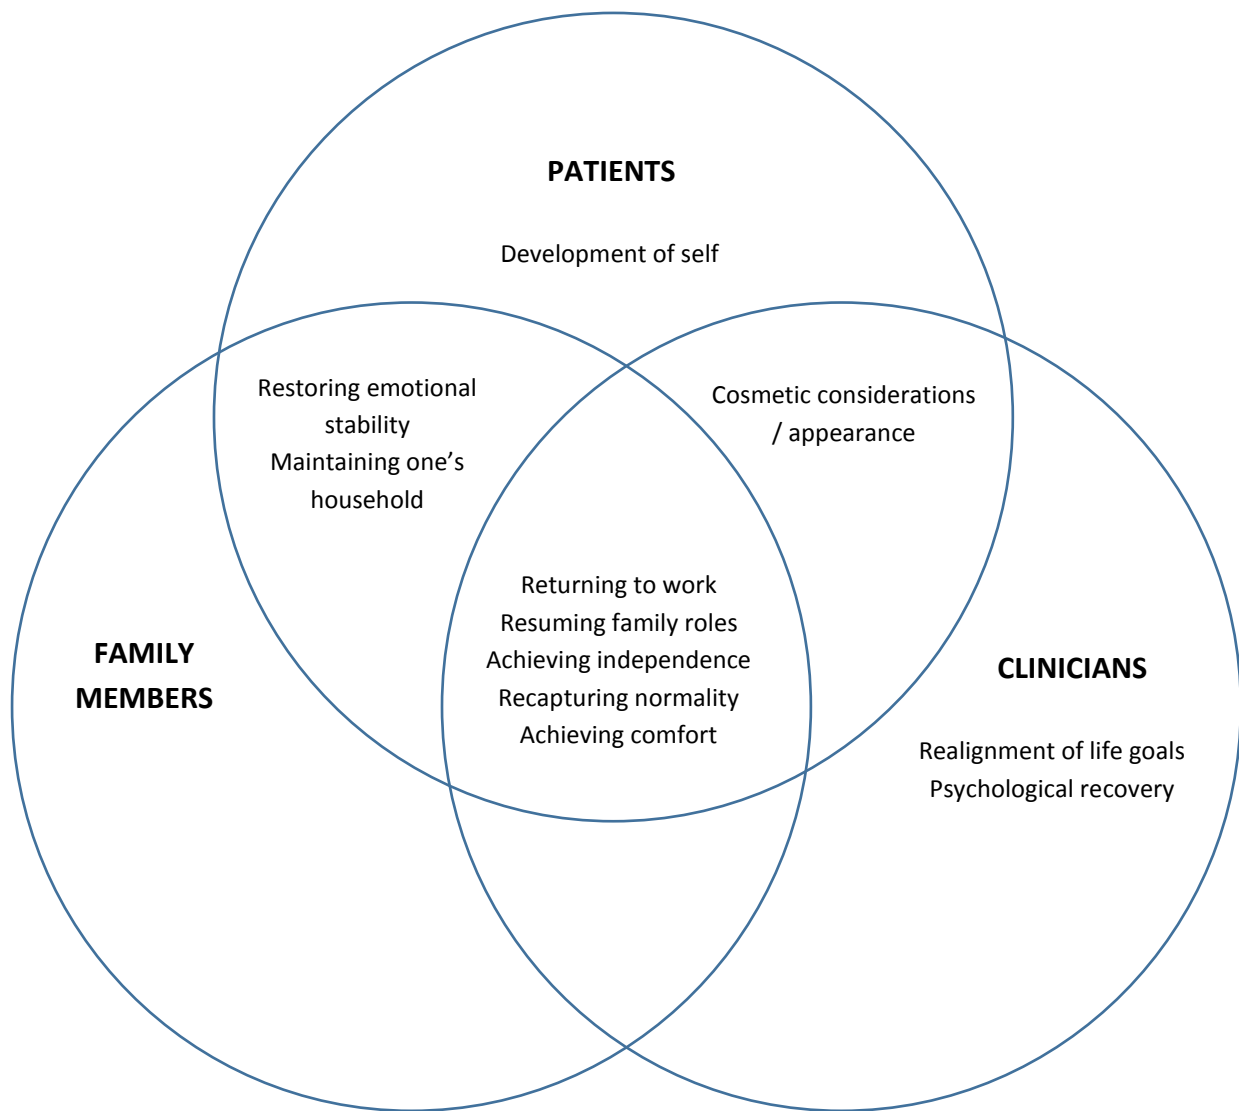 PATIENTS
Development of self
Restoring emotional
stability
Maintaining one’s
household
Cosmetic considerations
/ appearance
Returning to work
Resuming family roles
Achieving independence
Recapturing normality
Achieving comfort
FAMILY
MEMBERS
CLINICIANS
Realignment of life goals
Psychological recovery